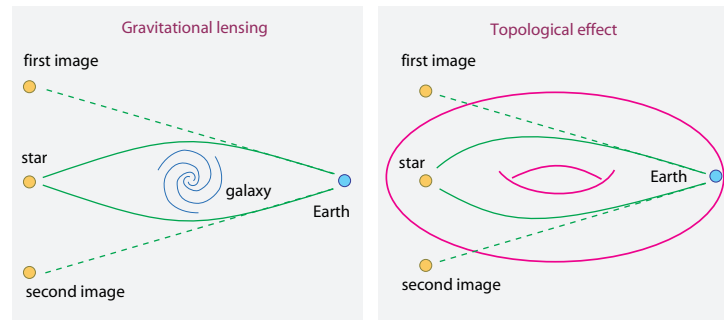 Gravitational lensing
first image
star
galaxy
Earth
second image
Topological effect
first image
star
Earth
second image